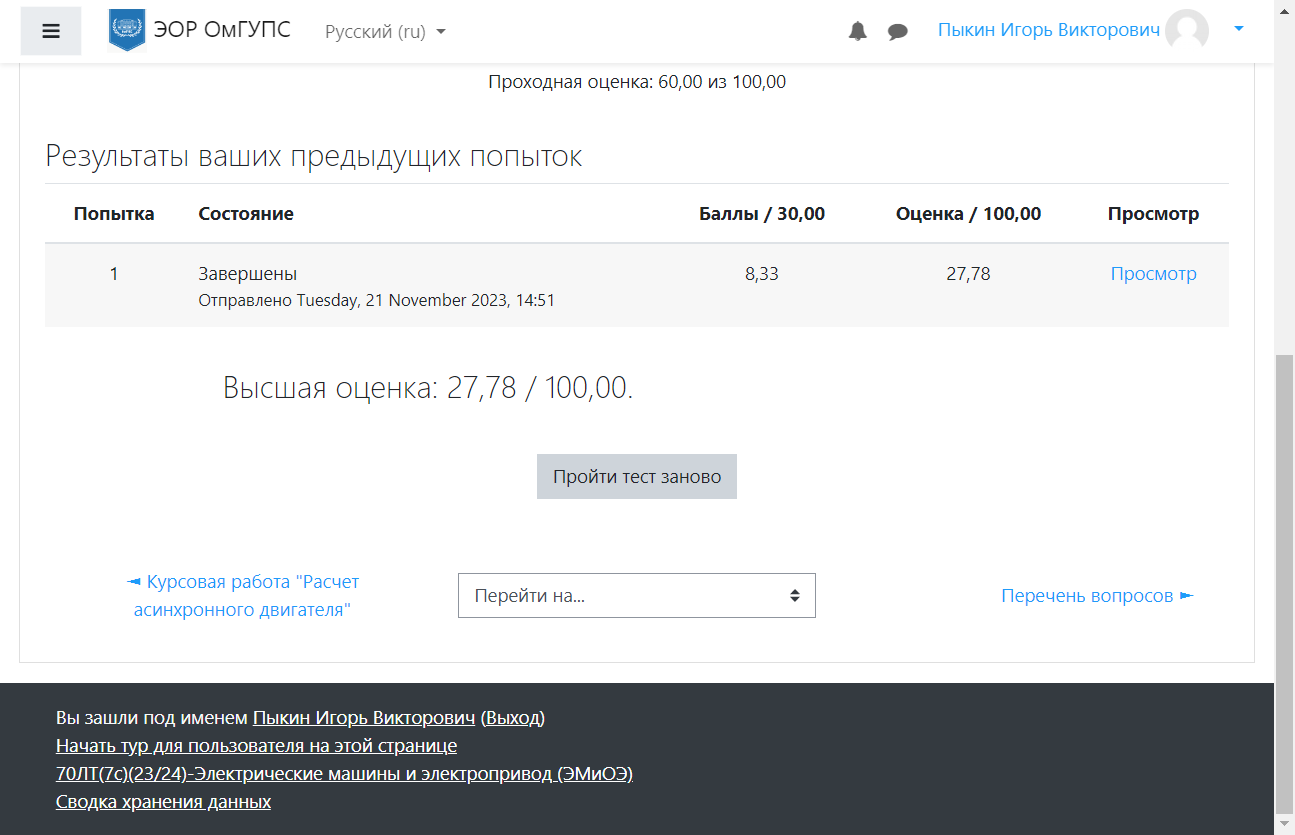 ЭОР ОмГУПС
Русский (ru)
Пыкин Игорь Викторович
Проходная оценка: 60,00 из 100,00
Результаты ваших предыдущих попыток
Попытка Состояние Баллы / 30,00 Оценка / 100,00 Просмотр
1 Завершены 8,33 27,78 Просмотр
Отправлено Tuesday, 21 November 2023, 14:51
Высшая оценка: 27,78 / 100,00.
Пройти тест заново
◄ Курсовая работа "Расчет
асинхронного двигателя"
Перейти на...
Перечень вопросов ►
Вы зашли под именем Пыкин Игорь Викторович (Выход)
Начать тур для пользователя на этой странице
70ЛТ(7с)(23/24)-Электрические машины и электропривод (ЭМиОЭ)
Сводка хранения данных